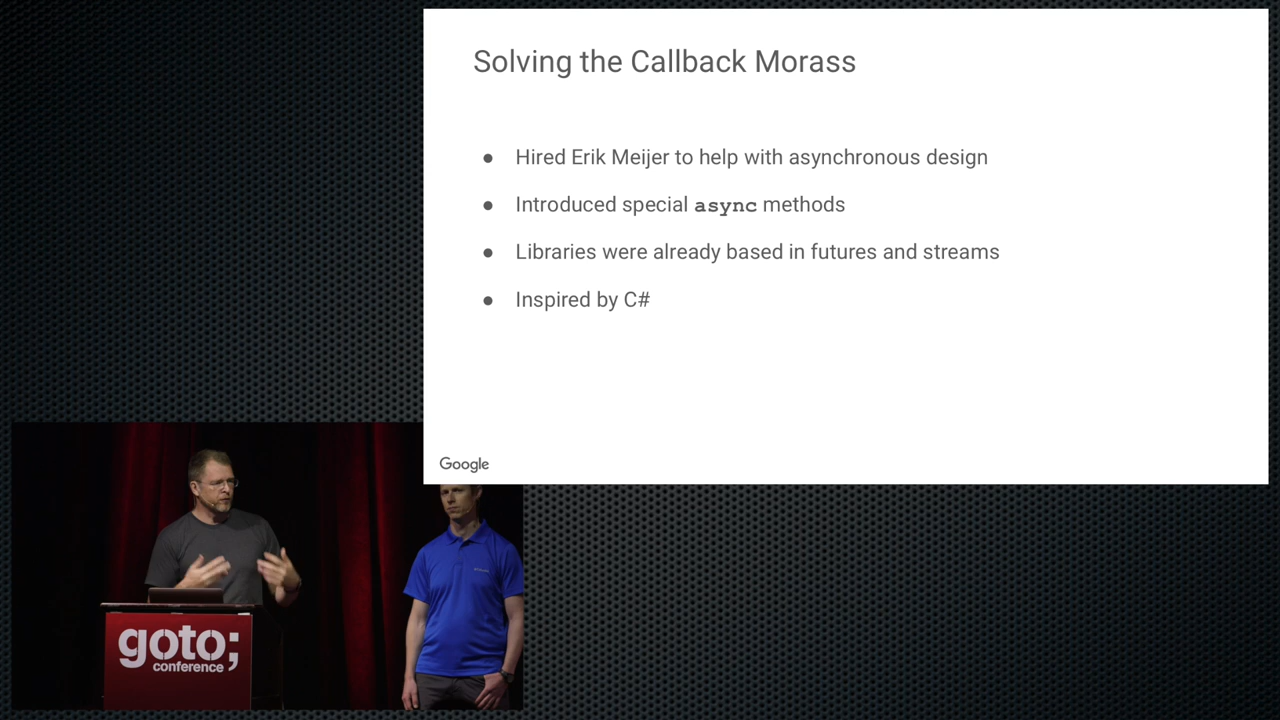 Solving the Callback Morass
● Hired Erik Meijer to help with asynchronous design
● Introduced special async methods
● Libraries were already based in futures and streams
● Inspired by C#
Google
goto;
conference